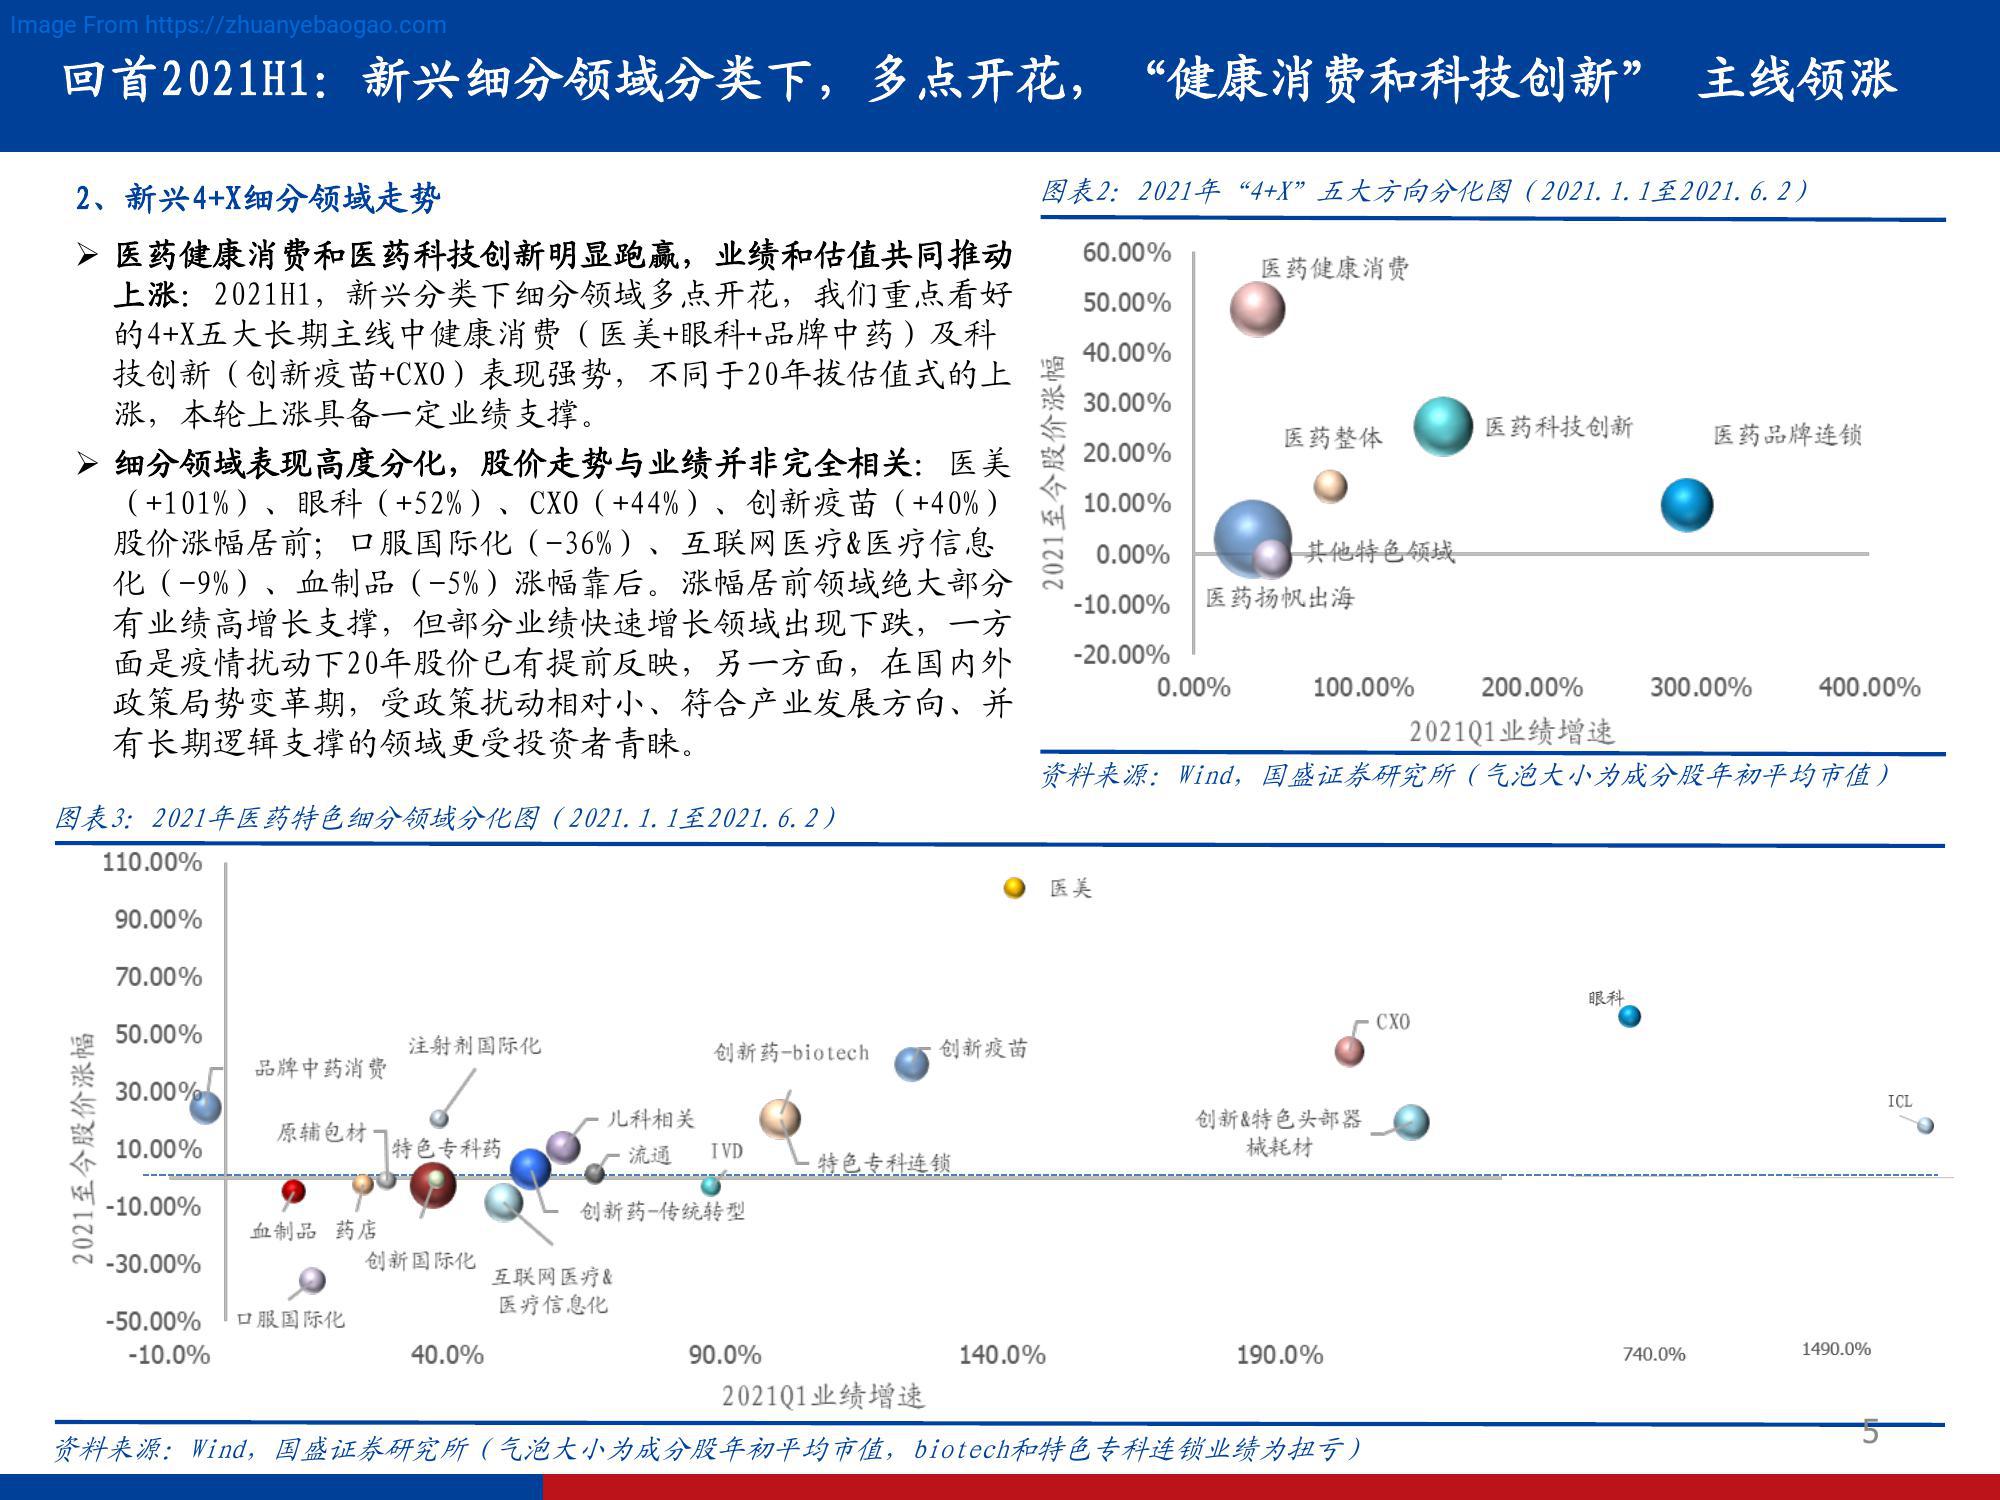 Image From https://zhuanyebaogao.com
回首2021H1：新兴细分领域分类下，多点开花，“健康消费和科技创新” 主线领涨
2、新兴4+X细分领域走势
➢ 医药健康消费和医药科技创新明显跑赢，业绩和估值共同推动
上涨：2021H1，新兴分类下细分领域多点开花，我们重点看好
的4+X五大长期主线中健康消费（医美+眼科+品牌中药）及科
技创新（创新疫苗+CXO）表现强势，不同于20年拔估值式的上
涨，本轮上涨具备一定业绩支撑。
➢ 细分领域表现高度分化，股价走势与业绩并非完全相关：医美
（+101%）、眼科（+52%）、CXO（+44%）、创新疫苗（+40%）
股价涨幅居前；口服国际化（-36%）、互联网医疗&医疗信息
化（-9%）、血制品（-5%）涨幅靠后。涨幅居前领域绝大部分
有业绩高增长支撑，但部分业绩快速增长领域出现下跌，一方
面是疫情扰动下20年股价已有提前反映，另一方面，在国内外
政策局势变革期，受政策扰动相对小、符合产业发展方向、并
有长期逻辑支撑的领域更受投资者青睐。
图表2：2021年“4+X”五大方向分化图（2021.1.1至2021.6.2）
60.00%
50.00%
40.00%
30.00%
20.00%
10.00%
0.00%
-10.00%
-20.00%
2021至今股价涨幅
医药健康消费
医药整体
医药科技创新
医药品牌连锁
其他特色领域
医药扬帆出海
0.00% 100.00% 200.00% 300.00% 400.00%
2021Q1业绩增速
资料来源：Wind，国盛证券研究所（气泡大小为成分股年初平均市值）
图表3：2021年医药特色细分领域分化图（2021.1.1至2021.6.2）
110.00%
90.00%
70.00%
50.00%
30.00%
10.00%
-10.00%
-30.00%
-50.00%
2021至今股价涨幅
医美
眼科
CXO
注射剂国际化
创新药-biotech
创新疫苗
品牌中药消费
ICL
儿科相关
创新&特色头部器
械耗材
原辅包材
特色专科药
流通
IVD
特色专科连锁
创新药-传统转型
血制品
药店
创新国际化
互联网医疗&
医疗信息化
口服国际化
-10.0% 40.0% 90.0% 140.0% 190.0% 740.0% 1490.0%
2021Q1业绩增速
资料来源：Wind，国盛证券研究所（气泡大小为成分股年初平均市值，biotech和特色专科连锁业绩为扭亏）
5